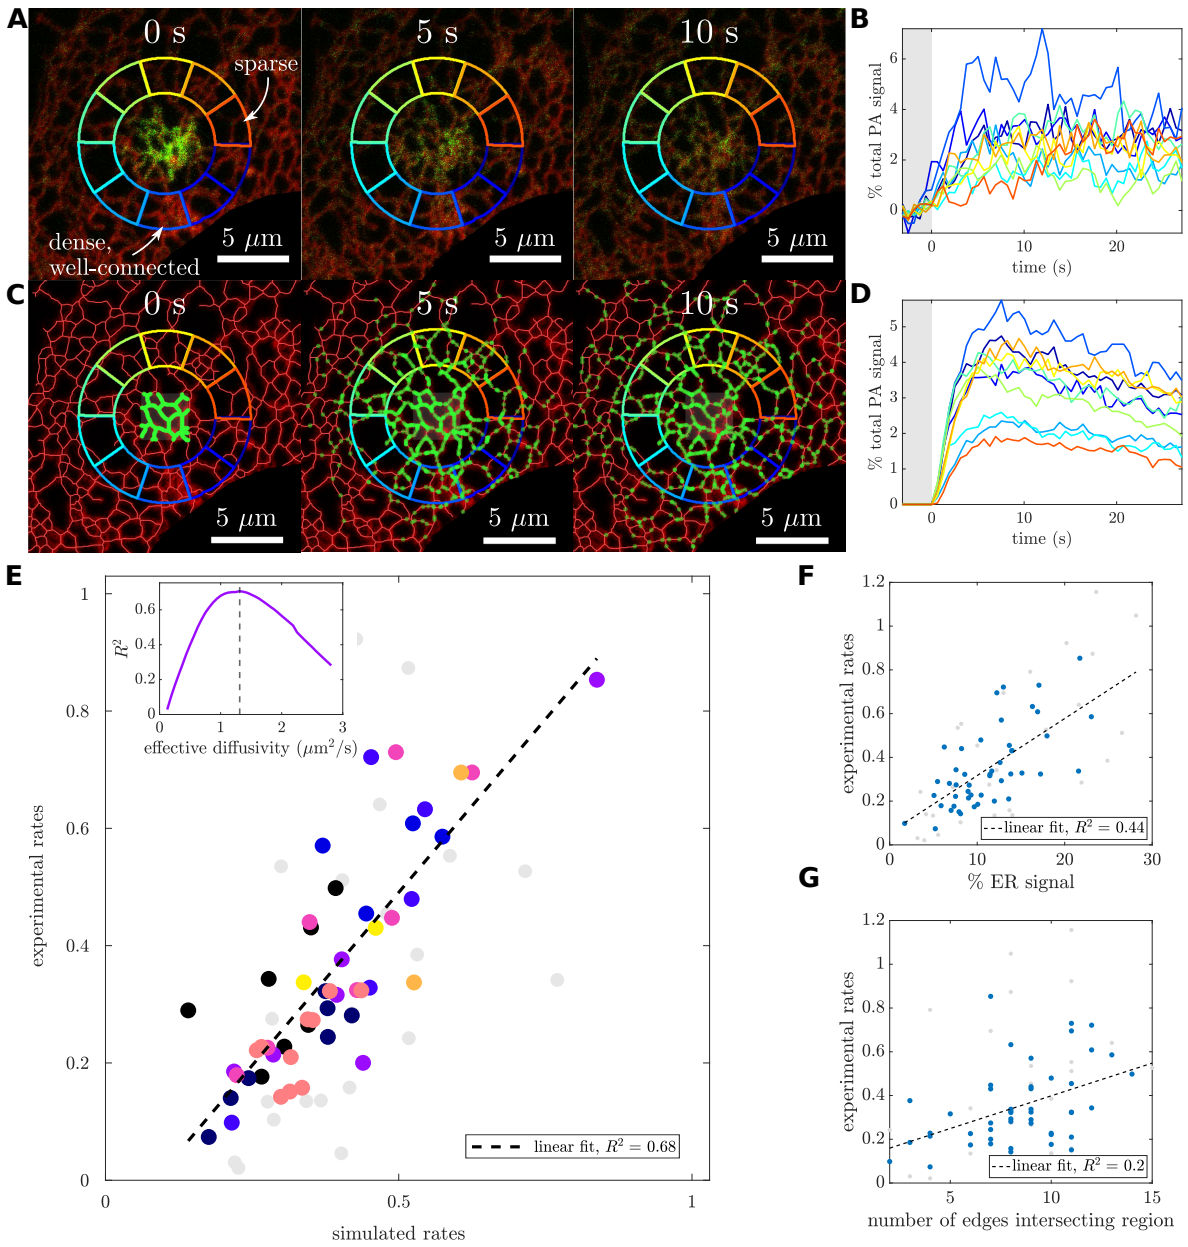 A
0 s
5 s
10 s
sparse
dense,
well-connected
5 µm
5 µm
5 µm
B
% total PA signal
6
4
2
0
0
10
20
time (s)
C
0 s
5 s
10 s
5 µm
5 µm
5 µm
D
% total PA signal
5
4
3
2
1
0
0
10
20
time (s)
E
experimental rates
1
0.8
0.6
0.4
0.2
0
0
0.5
1
simulated rates
linear fit, R² = 0.68
R²
0.6
0.4
0.2
0
0
1
2
3
effective diffusivity (µm²/s)
F
experimental rates
1.2
1
0.8
0.6
0.4
0.2
0
0
10
20
30
% ER signal
linear fit, R² = 0.44
G
experimental rates
1.2
1
0.8
0.6
0.4
0.2
0
5
10
15
number of edges intersecting region
linear fit, R² = 0.2